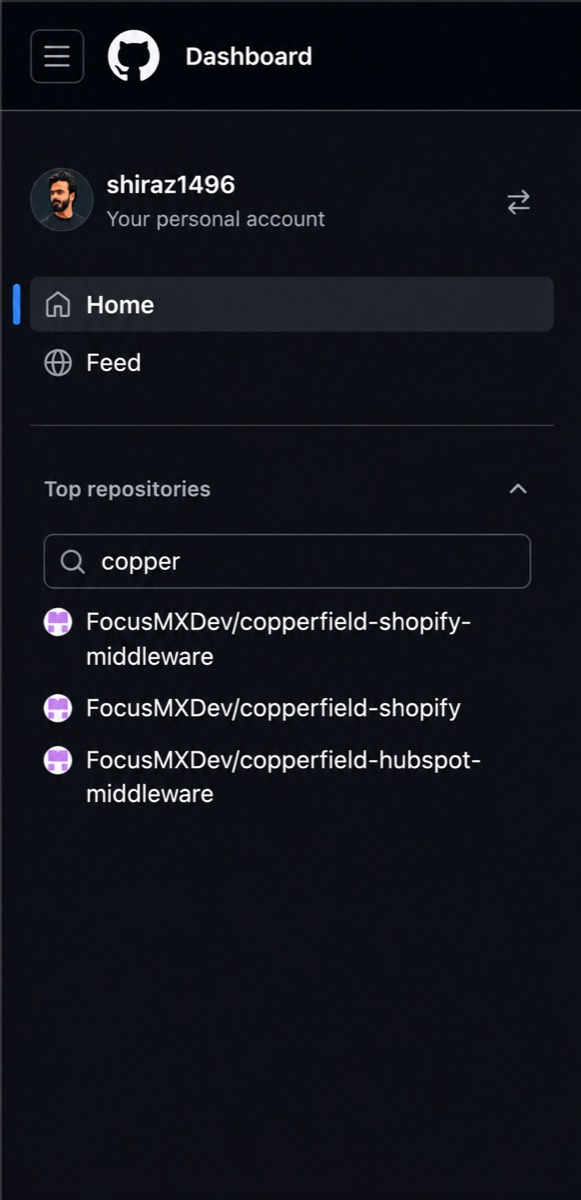 Dashboard
shiraz1496
Your personal account
Home
Feed
Top repositories
copper
FocusMXDev/copperfield-shopify-
middleware
FocusMXDev/copperfield-shopify
FocusMXDev/copperfield-hubspot-
middleware